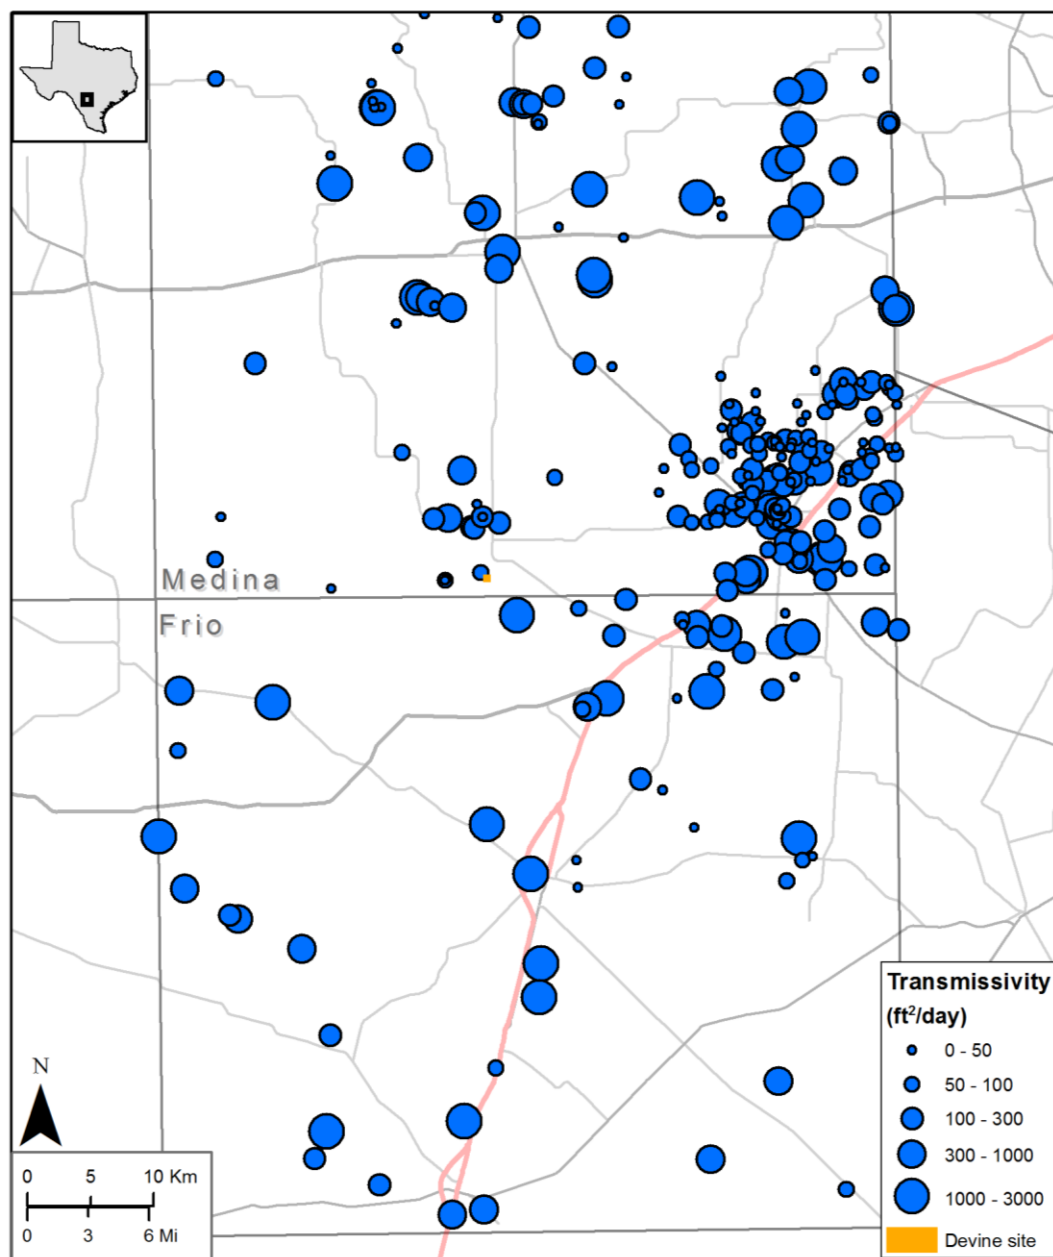 Medina
Frio
Transmissivity
(ft²/day)
0 - 50
50 - 100
100 - 300
300 - 1000
1000 - 3000
Devine site
N
0 5 10 Km
0 3 6 Mi